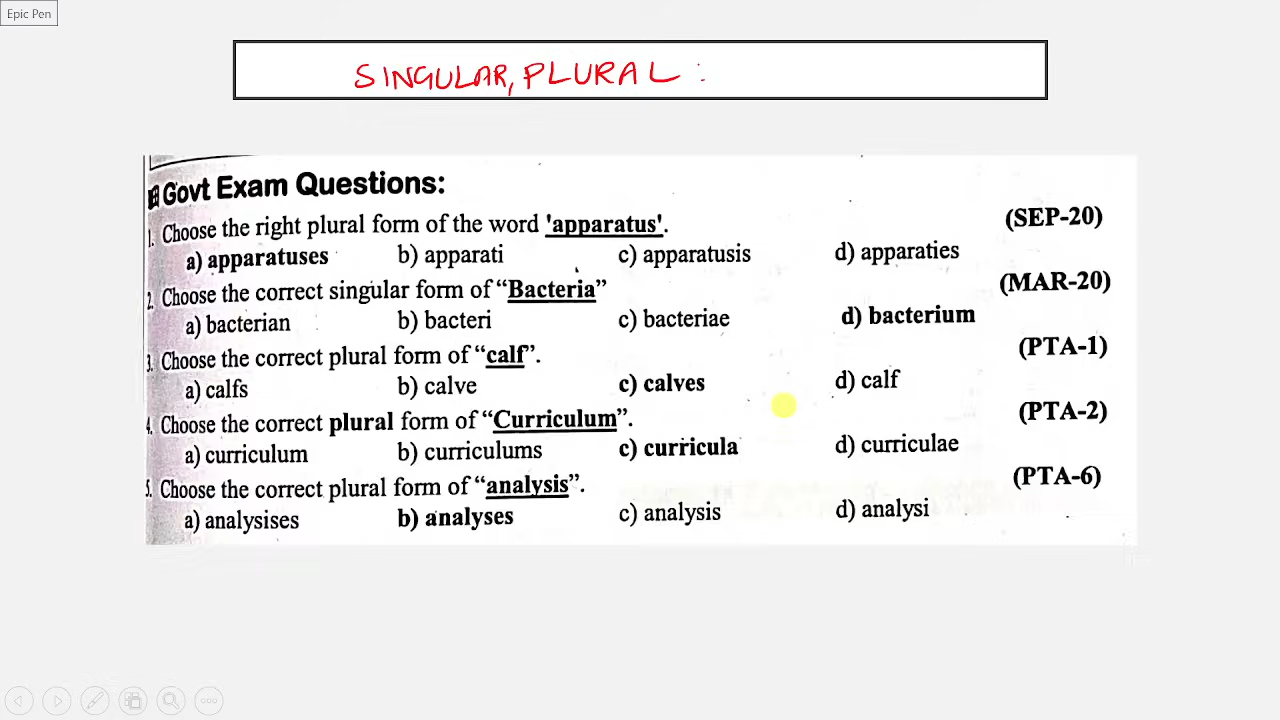 Epic Pen
SINGULAR, PLURAL :
Govt Exam Questions:
1. Choose the right plural form of the word 'apparatus'. (SEP-20)
a) apparatuses b) apparati c) apparatusis d) apparaties
2. Choose the correct singular form of “Bacteria” (MAR-20)
a) bacterian b) bacteri c) bacteriae d) bacterium
3. Choose the correct plural form of “calf”. (PTA-1)
a) calfs b) calve c) calves d) calf
4. Choose the correct plural form of “Curriculum”. (PTA-2)
a) curriculum b) curriculums c) curricula d) curriculae
5. Choose the correct plural form of “analysis”. (PTA-6)
a) analysises b) analyses c) analysis d) analysi